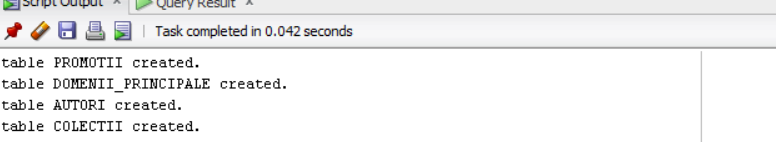 Script Output × Query Result ×
Task completed in 0.042 seconds
table PROMOTII created.
table DOMENII_PRINCIPALE created.
table AUTORI created.
table COLECTII created.